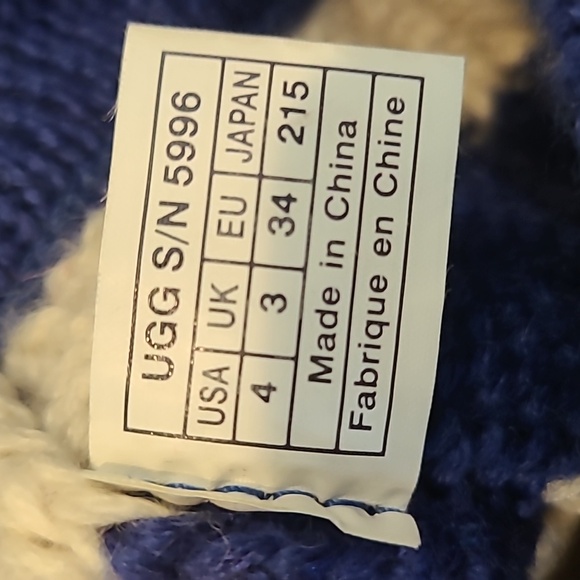 UGG S/N 5996
USA UK EU JAPAN
4 3 34 215
Made in China
Fabrique en Chine